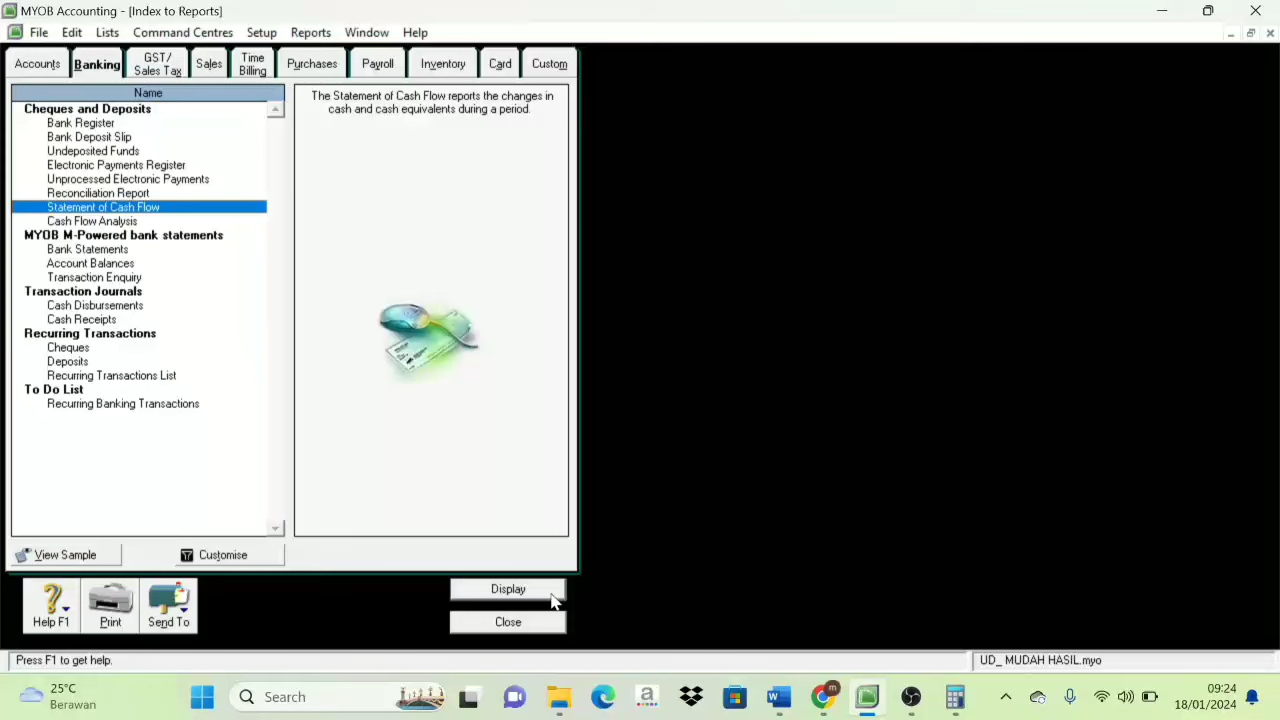 MYOB Accounting - [Index to Reports]
File Edit Lists Command Centres Setup Reports Window Help
Accounts Banking GST/ Sales Tax Sales Time Billing Purchases Payroll Inventory Card Custom
Name
Cheques and Deposits
Bank Register
Bank Deposit Slip
Undeposited Funds
Electronic Payments Register
Unprocessed Electronic Payments
Reconciliation Report
Statement of Cash Flow
Cash Flow Analysis
MYOB M-Powered bank statements
Bank Statements
Account Balances
Transaction Enquiry
Transaction Journals
Cash Disbursements
Cash Receipts
Recurring Transactions
Cheques
Deposits
Recurring Transactions List
To Do List
Recurring Banking Transactions
The Statement of Cash Flow reports the changes in
cash and cash equivalents during a period.
View Sample Customise
Help F1 Print Send To
Display
Close
Press F1 to get help. UD_ MUDAH HASIL.myo
25°C
Berawan
Search
a
m
09:24
18/01/2024